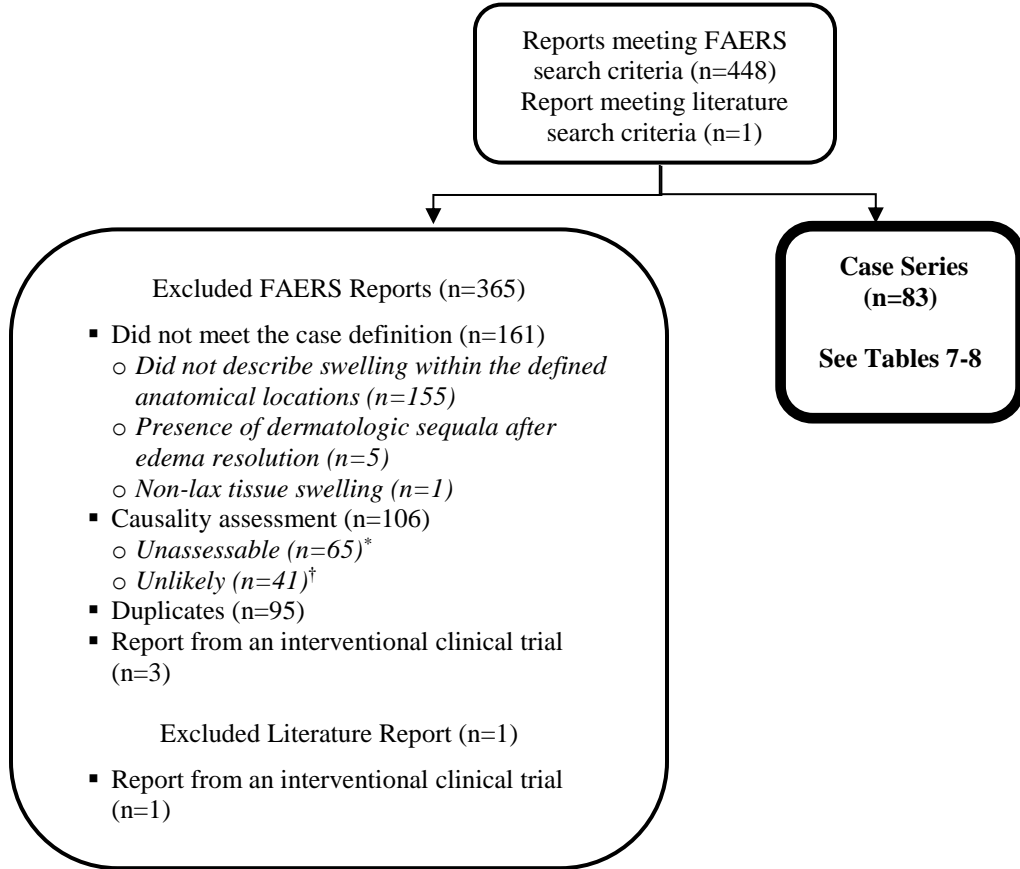 Reports meeting FAERS
search criteria (n=448)
Report meeting literature
search criteria (n=1)
Excluded FAERS Reports (n=365)
▪ Did not meet the case definition (n=161)
o Did not describe swelling within the defined
anatomical locations (n=155)
o Presence of dermatologic sequala after
edema resolution (n=5)
o Non-lax tissue swelling (n=1)
▪ Causality assessment (n=106)
o Unassessable (n=65)*
o Unlikely (n=41)†
▪ Duplicates (n=95)
▪ Report from an interventional clinical trial
(n=3)
Excluded Literature Report (n=1)
▪ Report from an interventional clinical trial
(n=1)
Case Series
(n=83)
See Tables 7-8